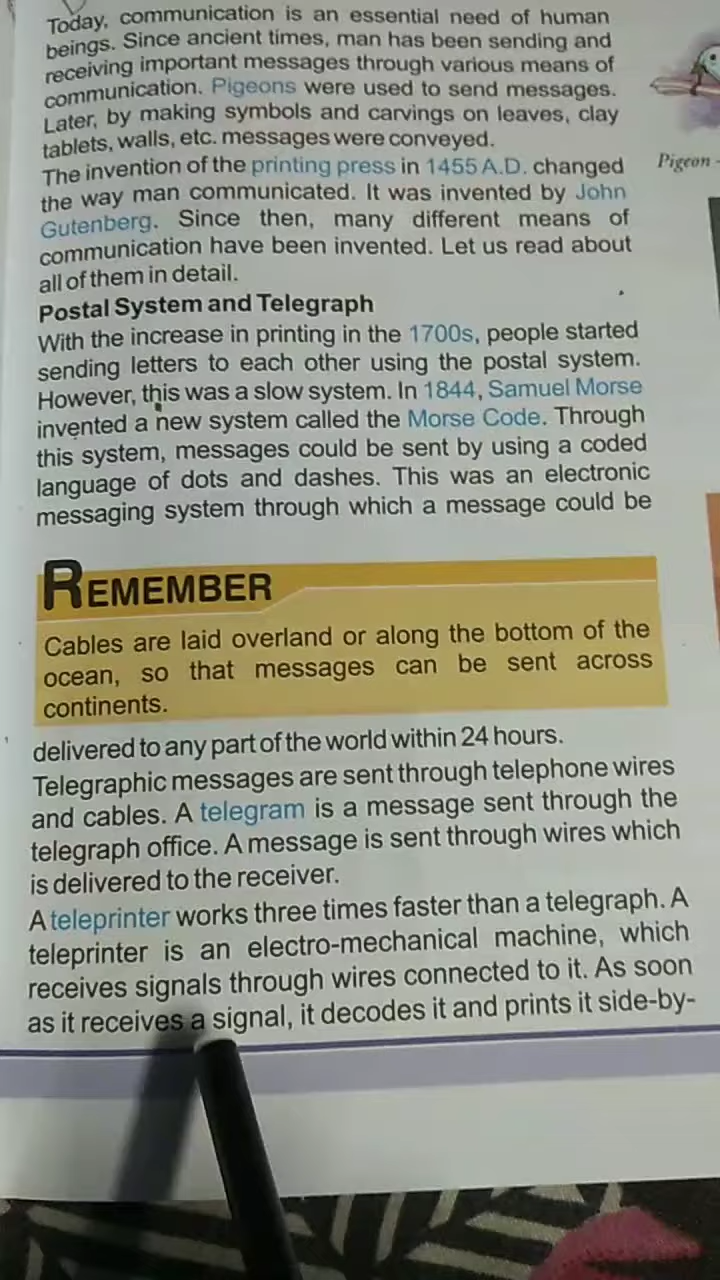 Today, communication is an essential need of human
beings. Since ancient times, man has been sending and
receiving important messages through various means of
communication. Pigeons were used to send messages.
Later, by making symbols and carvings on leaves, clay
tablets, walls, etc. messages were conveyed.
The invention of the printing press in 1455 A.D. changed
the way man communicated. It was invented by John
Gutenberg. Since then, many different means of
communication have been invented. Let us read about
all of them in detail.
Postal System and Telegraph
With the increase in printing in the 1700s, people started
sending letters to each other using the postal system.
However, this was a slow system. In 1844, Samuel Morse
invented a new system called the Morse Code. Through
this system, messages could be sent by using a coded
language of dots and dashes. This was an electronic
messaging system through which a message could be
REMEMBER
Cables are laid overland or along the bottom of the
ocean, so that messages can be sent across
continents.
delivered to any part of the world within 24 hours.
Telegraphic messages are sent through telephone wires
and cables. A telegram is a message sent through the
telegraph office. A message is sent through wires which
is delivered to the receiver.
A teleprinter works three times faster than a telegraph. A
teleprinter is an electro-mechanical machine, which
receives signals through wires connected to it. As soon
as it receives a signal, it decodes it and prints it side-by-
Pigeon -